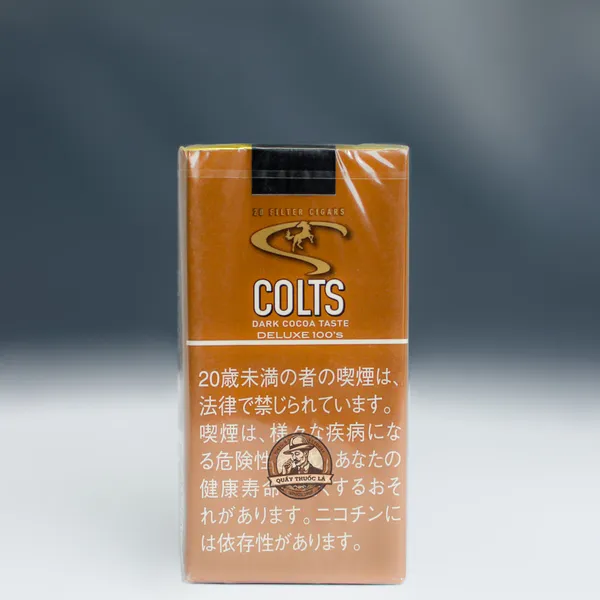 20 FILTER CIGARS
COLTS
DARK COCOA TASTE
DELUXE 100's
20歳未満の者の喫煙は、
法律で禁じられています。
喫煙は、様々な疾病にな
る危険性 あなたの
健康寿命 くするおそ
れがあります。ニコチンに
は依存性があります。
QUẦY THUỐC LÁ